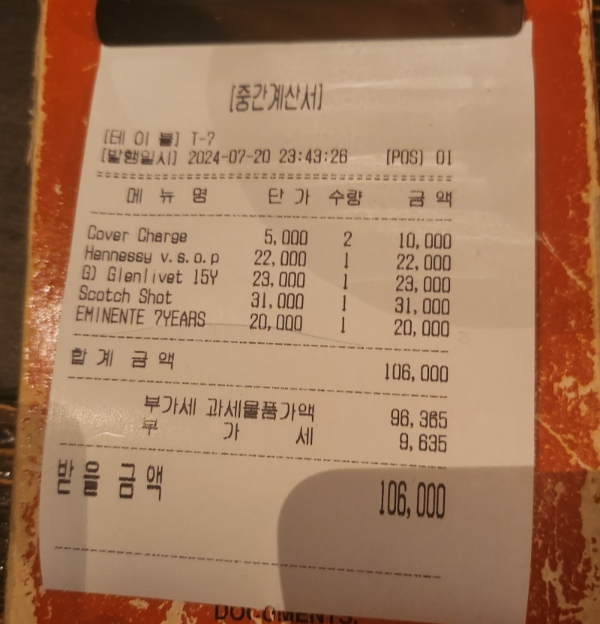 [중간계산서]
[테 이 블] T-7
[발행일시] 2024-07-20 23:43:26 [POS] 01
메 뉴 명 단 가 수량 금 액
Cover Charge 5,000 2 10,000
Hennessy v.s.o.p 22,000 1 22,000
G) Glenlivet 15Y 23,000 1 23,000
Scotch Shot 31,000 1 31,000
EMINENTE 7YEARS 20,000 1 20,000
합 계 금 액 106,000
부가세 과세물품가액 96,365
부 가 세 9,635
받 을 금 액 106,000
DOCUMENTS.